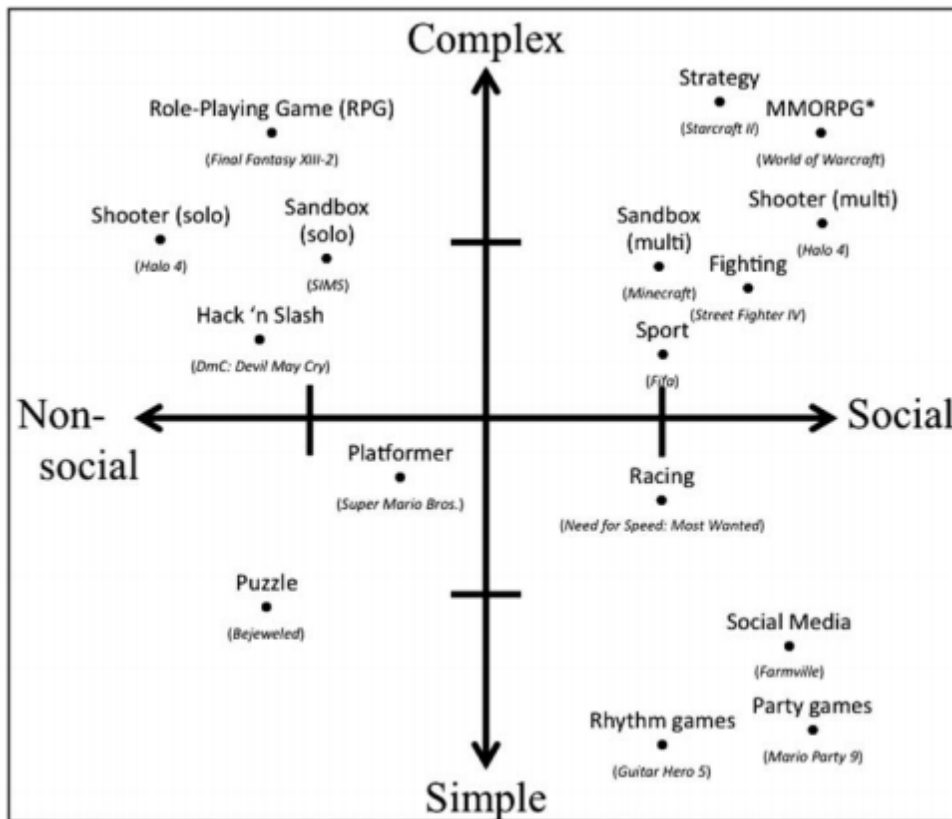 Complex
Strategy
(Starcraft II)
Role-Playing Game (RPG)
(Final Fantasy XIII-2)
MMORPG*
(World of Warcraft)
Shooter (solo)
(Halo 4)
Sandbox
(solo)
(SIMS)
Sandbox
(multi)
(Minecraft)
Shooter (multi)
(Halo 4)
Fighting
(Street Fighter IV)
Hack ‘n Slash
(DmC: Devil May Cry)
Sport
(Fifa)
Non-
social
Social
Platformer
(Super Mario Bros.)
Racing
(Need for Speed: Most Wanted)
Puzzle
(Bejeweled)
Social Media
(Farmville)
Rhythm games
(Guitar Hero 5)
Party games
(Mario Party 9)
Simple